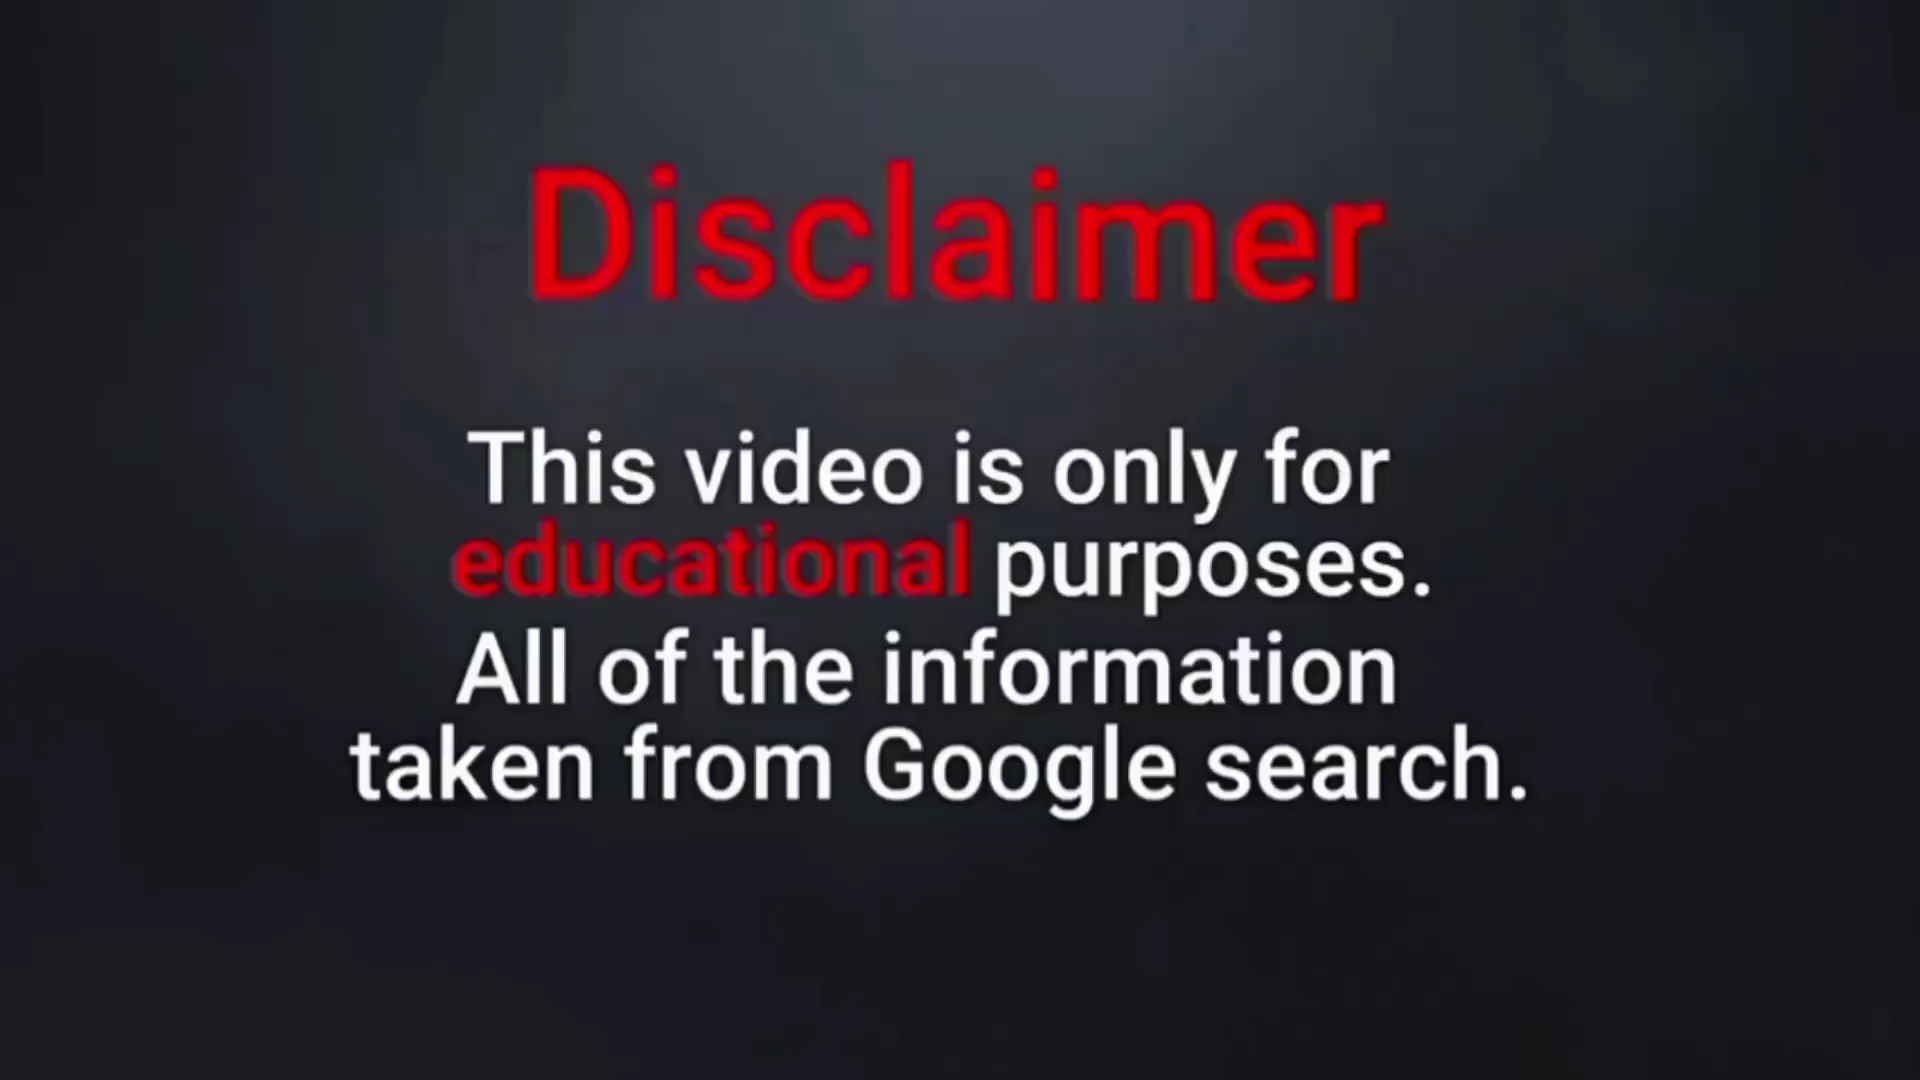 Disclaimer
This video is only for
educational purposes.
All of the information
taken from Google search.